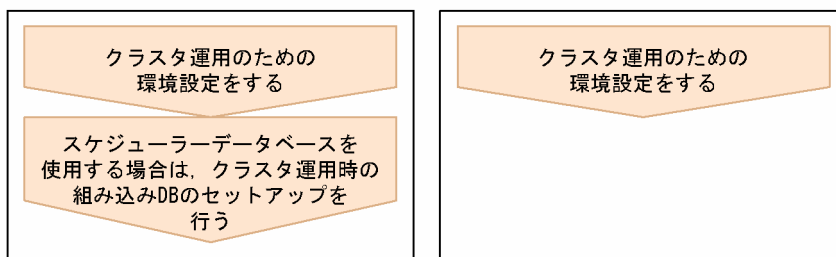 クラスタ運用のための
環境設定をする
スケジューラーデータベースを
使用する場合は，クラスタ運用時の
組み込みDBのセットアップを
行う
クラスタ運用のための
環境設定をする